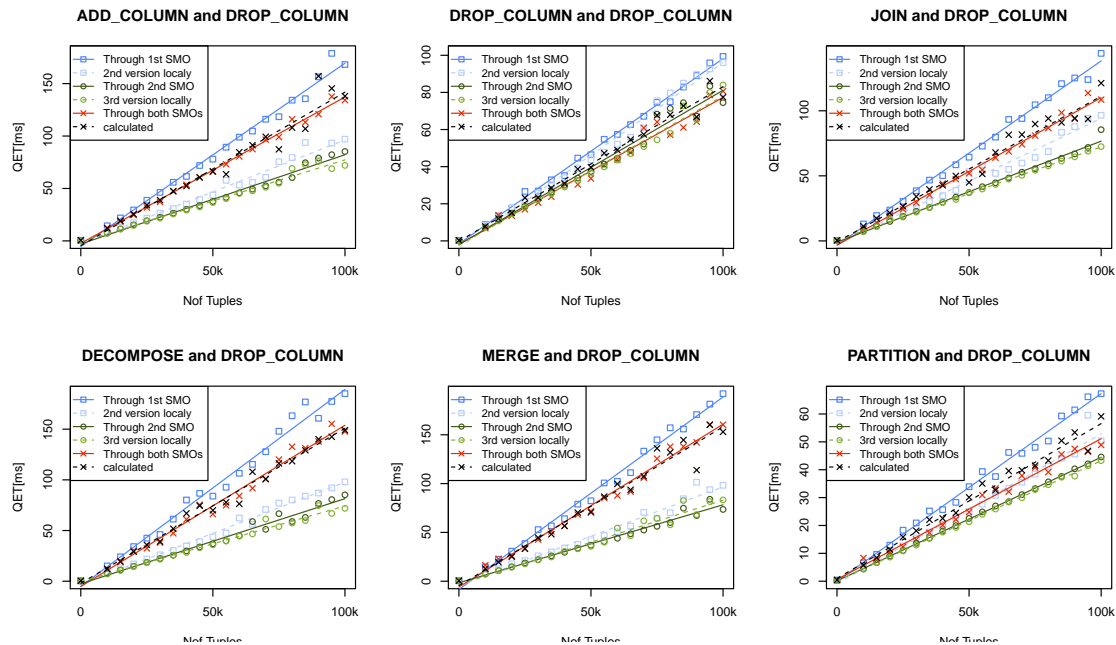 ADD_COLUMN and DROP_COLUMN
QET[ms]
150
100
50
0
Through 1st SMO
2nd version localy
Through 2nd SMO
3rd version locally
Through both SMOs
calculated
0 50k 100k
Nof Tuples
DROP_COLUMN and DROP_COLUMN
QET[ms]
100
80
60
40
20
0
Through 1st SMO
2nd version localy
Through 2nd SMO
3rd version locally
Through both SMOs
calculated
0 50k 100k
Nof Tuples
JOIN and DROP_COLUMN
QET[ms]
100
50
0
Through 1st SMO
2nd version localy
Through 2nd SMO
3rd version locally
Through both SMOs
calculated
0 50k 100k
Nof Tuples
DECOMPOSE and DROP_COLUMN
QET[ms]
150
100
50
0
Through 1st SMO
2nd version localy
Through 2nd SMO
3rd version locally
Through both SMOs
calculated
0 50k 100k
Nof Tuples
MERGE and DROP_COLUMN
QET[ms]
150
100
50
0
Through 1st SMO
2nd version localy
Through 2nd SMO
3rd version locally
Through both SMOs
calculated
0 50k 100k
Nof Tuples
PARTITION and DROP_COLUMN
QET[ms]
60
50
40
30
20
10
0
Through 1st SMO
2nd version localy
Through 2nd SMO
3rd version locally
Through both SMOs
calculated
0 50k 100k
Nof Tuples